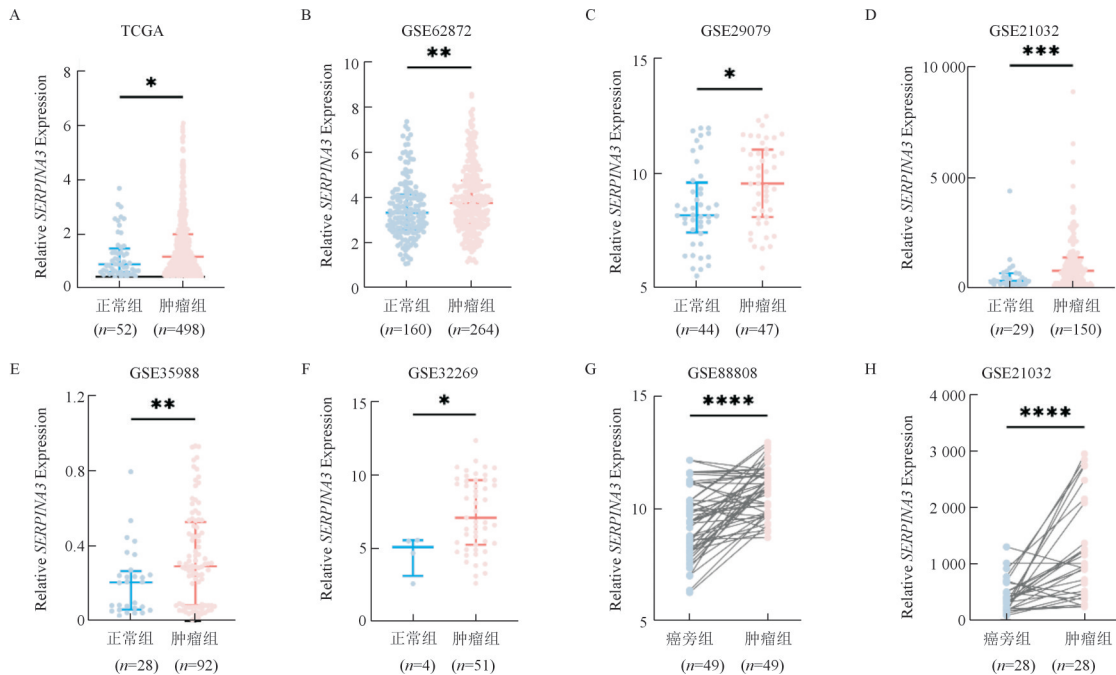 A
TCGA
Relative SERPINA3 Expression
8
6
4
2
0
*
正常组
肿瘤组
(n=52)
(n=498)
B
GSE62872
Relative SERPINA3 Expression
10
8
6
4
2
0
**
正常组
肿瘤组
(n=160)
(n=264)
C
GSE29079
Relative SERPINA3 Expression
15
10
5
*
正常组
肿瘤组
(n=44)
(n=47)
D
GSE21032
Relative SERPINA3 Expression
10 000
5 000
0
***
正常组
肿瘤组
(n=29)
(n=150)
E
GSE35988
Relative SERPINA3 Expression
1.2
0.8
0.4
0
**
正常组
肿瘤组
(n=28)
(n=92)
F
GSE32269
Relative SERPINA3 Expression
15
10
5
0
*
正常组
肿瘤组
(n=4)
(n=51)
G
GSE88808
Relative SERPINA3 Expression
15
10
5
****
癌旁组
肿瘤组
(n=49)
(n=49)
H
GSE21032
Relative SERPINA3 Expression
4 000
3 000
2 000
1 000
0
****
癌旁组
肿瘤组
(n=28)
(n=28)